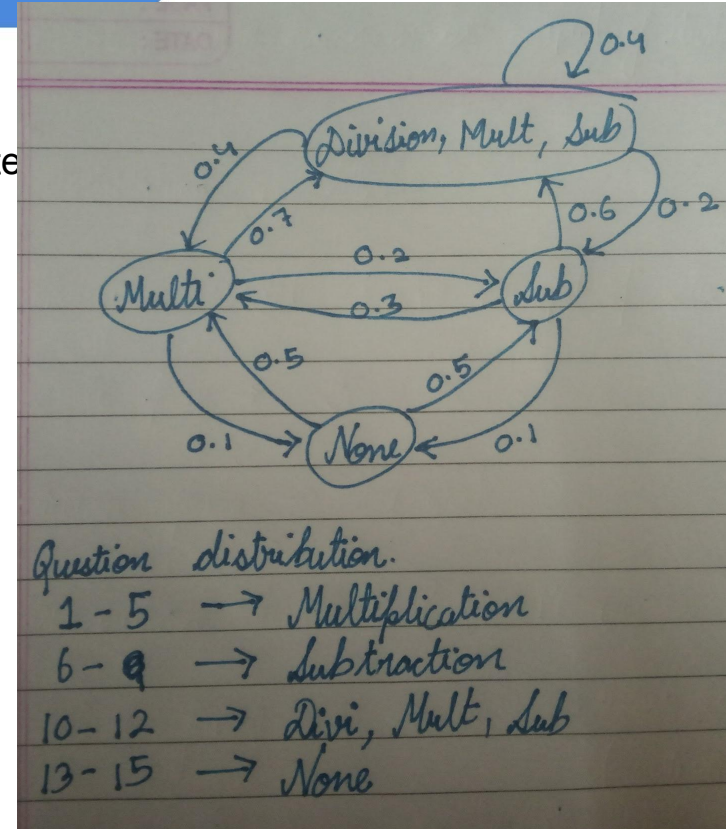 te
DATE:
0.4
Division, Mult, Sub
0.4
0.7
0.6
0.2
0.2
Multi
Sub
0.3
0.5
0.5
0.1
None
0.1
Question distribution.
1 - 5 → Multiplication
6 - 9 → Subtraction
10 - 12 → Divi, Mult, Sub
13 - 15 → None